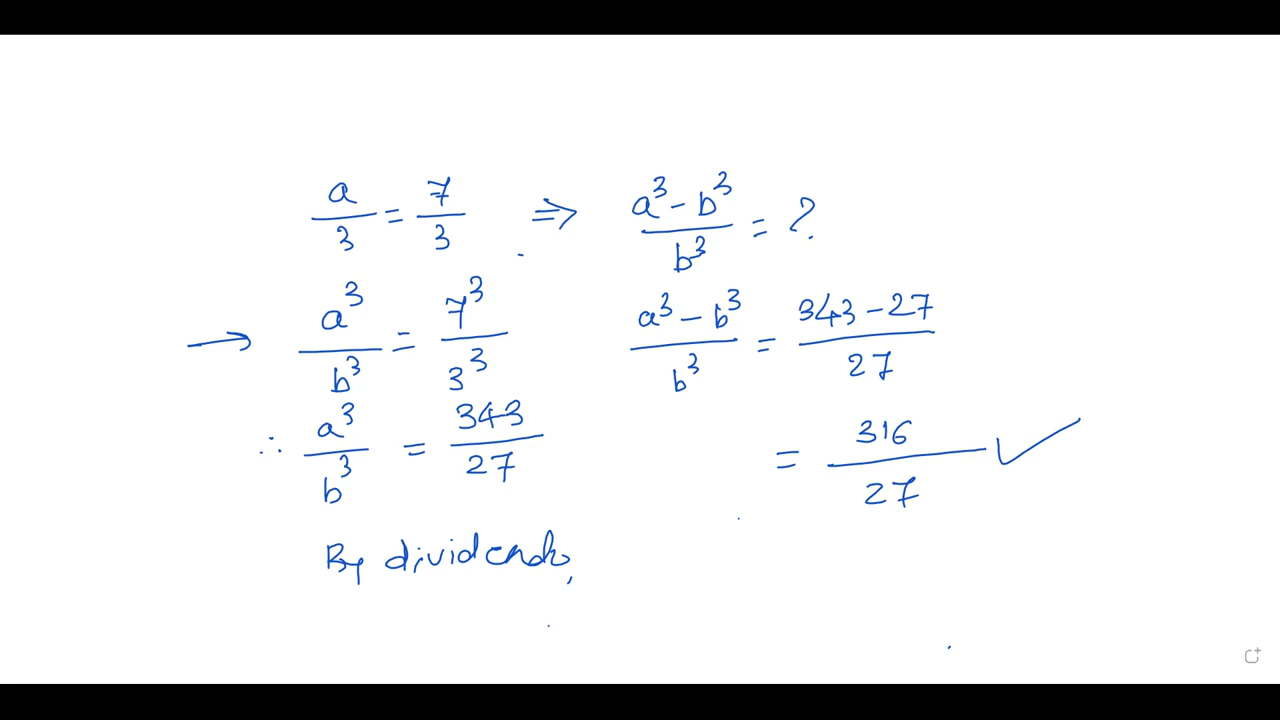 a/3 = 7/3 ⇒ (a³ - b³)/b³ = ?
→ a³/b³ = 7³/3³
∴ a³/b³ = 343/27
By dividendo,
(a³ - b³)/b³ = (343 - 27)/27
= 316/27 ✓